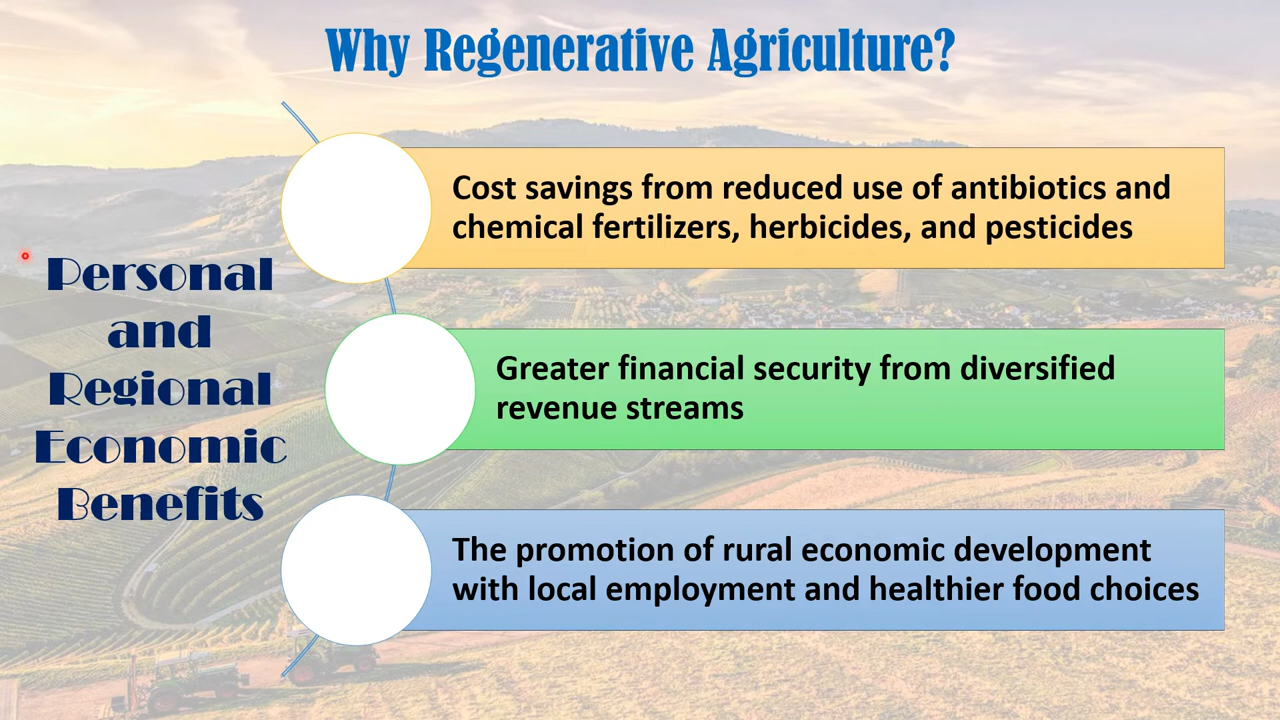 Why Regenerative Agriculture?
Personal
and
Regional
Economic
Benefits
Cost savings from reduced use of antibiotics and
chemical fertilizers, herbicides, and pesticides
Greater financial security from diversified
revenue streams
The promotion of rural economic development
with local employment and healthier food choices